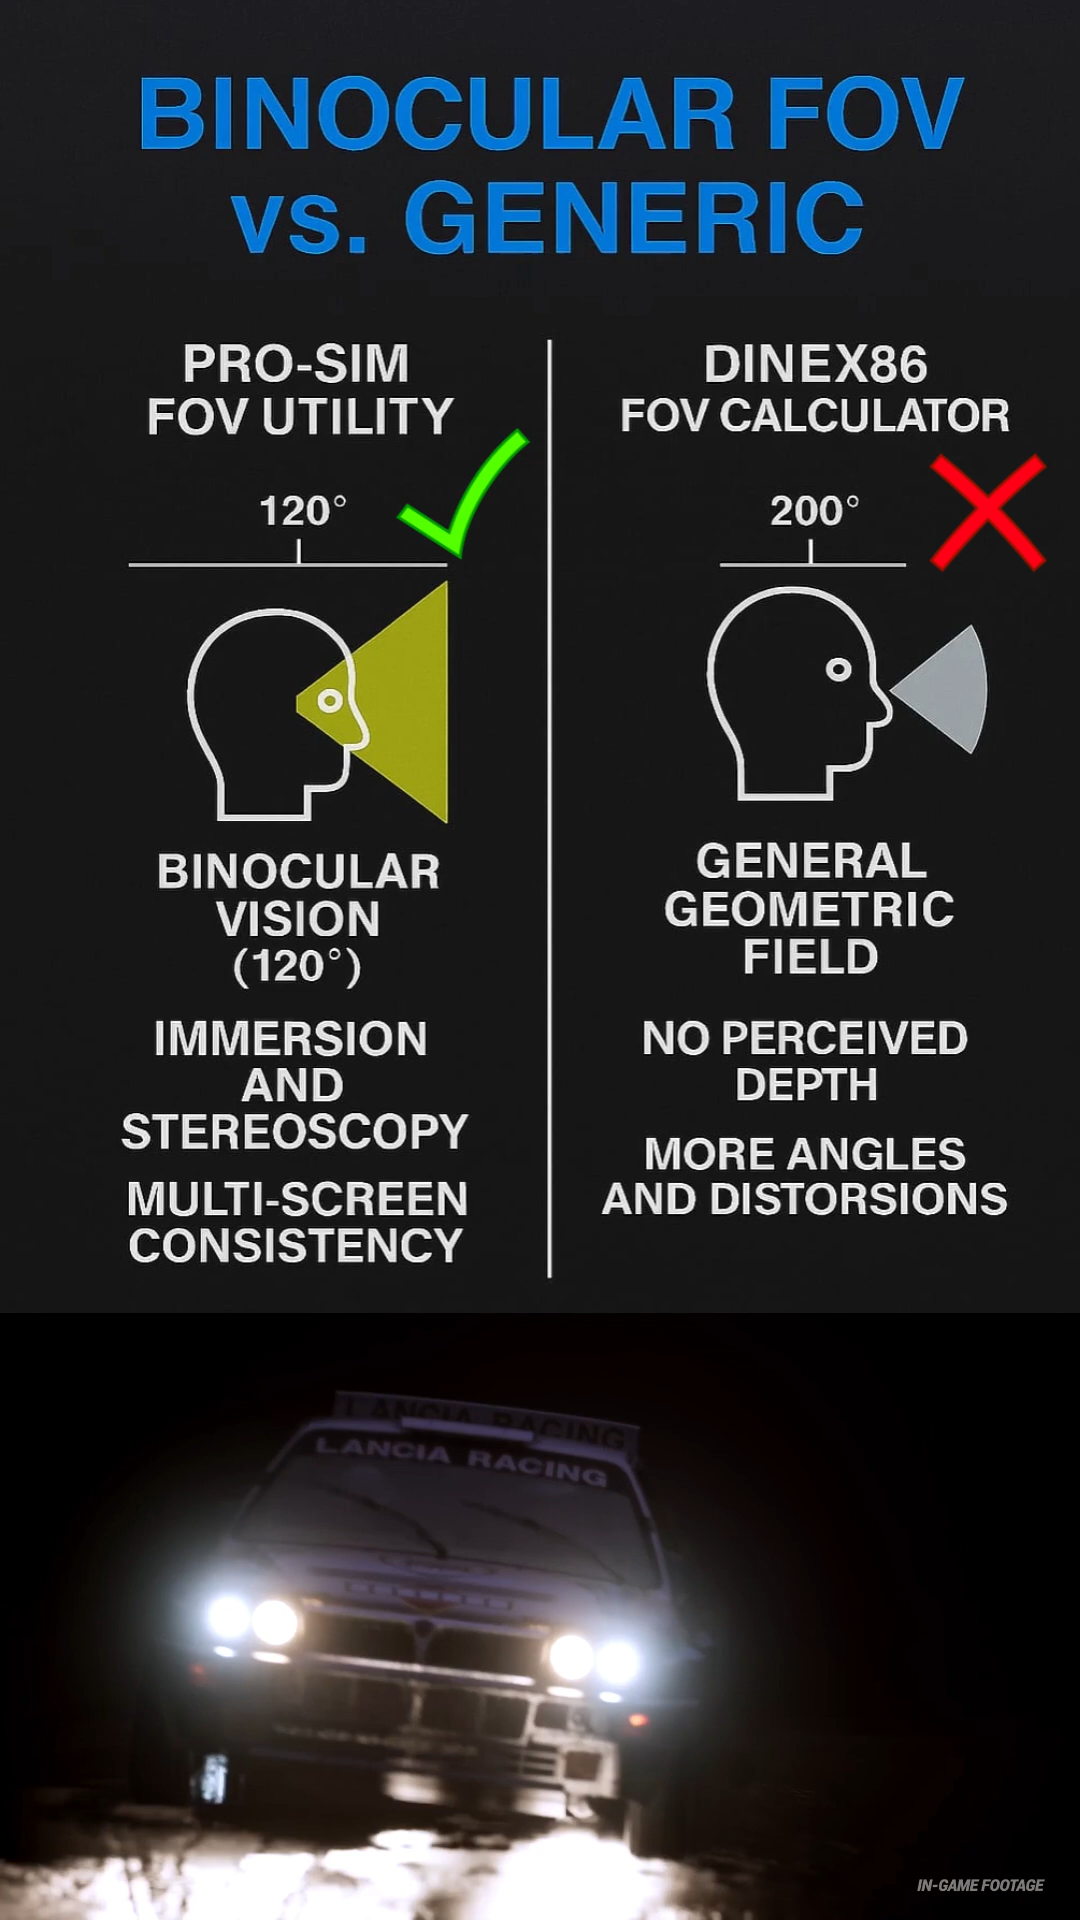 BINOCULAR FOV
vs. GENERIC
PRO-SIM
FOV UTILITY
120°
BINOCULAR
VISION
(120°)
IMMERSION
AND
STEREOSCOPY
MULTI-SCREEN
CONSISTENCY
DINEX86
FOV CALCULATOR
200°
GENERAL
GEOMETRIC
FIELD
NO PERCEIVED
DEPTH
MORE ANGLES
AND DISTORSIONS
LANCIA RACING
LANCIA RACING
IN-GAME FOOTAGE